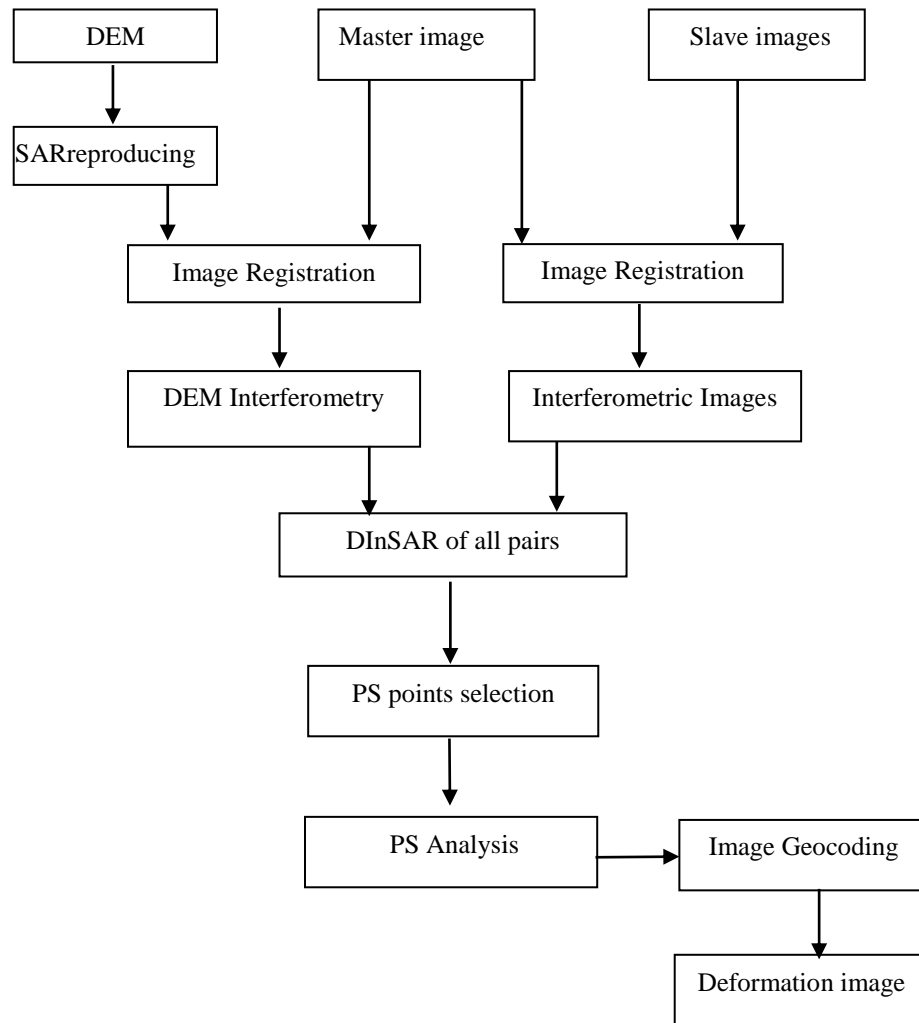 DEM
Master image
Slave images
SARreproducing
Image Registration
Image Registration
DEM Interferometry
Interferometric Images
DInSAR of all pairs
PS points selection
PS Analysis
Image Geocoding
Deformation image